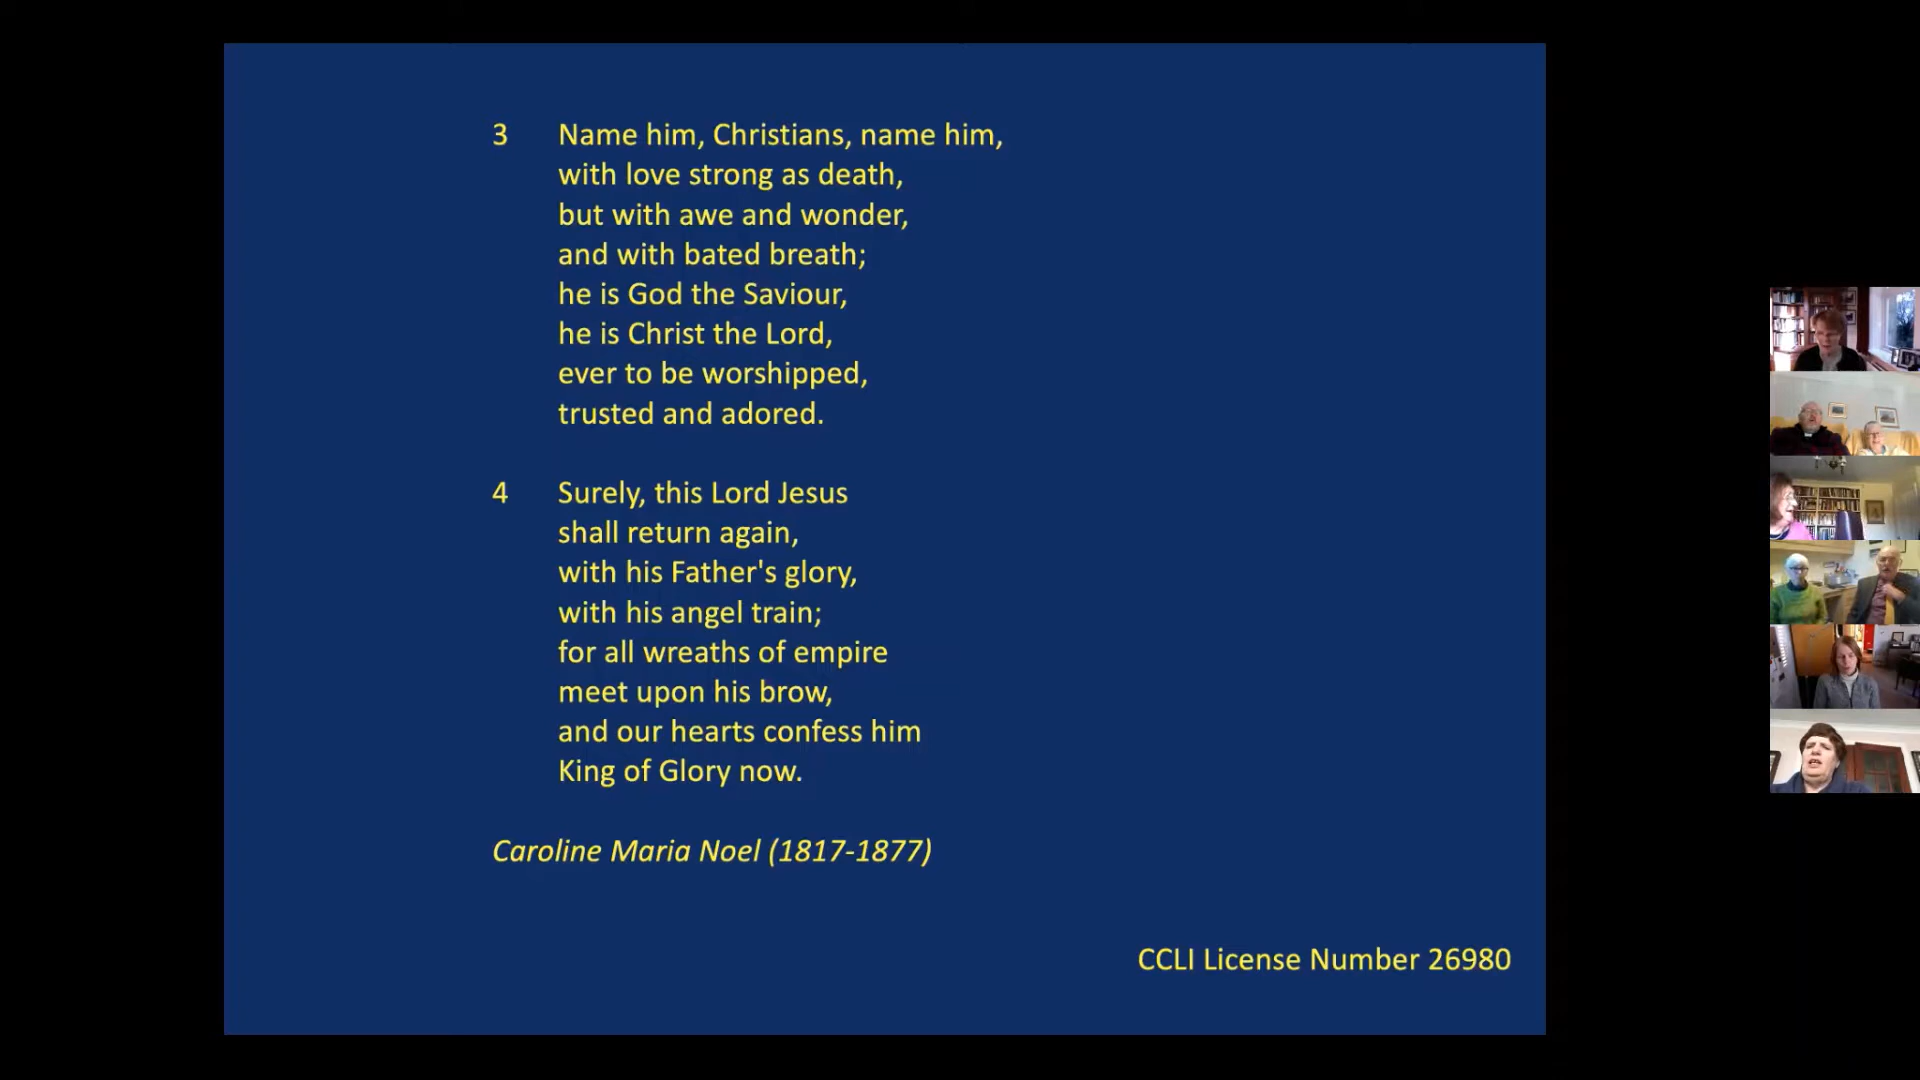 3 Name him, Christians, name him,
with love strong as death,
but with awe and wonder,
and with bated breath;
he is God the Saviour,
he is Christ the Lord,
ever to be worshipped,
trusted and adored.
4 Surely, this Lord Jesus
shall return again,
with his Father's glory,
with his angel train;
for all wreaths of empire
meet upon his brow,
and our hearts confess him
King of Glory now.
Caroline Maria Noel (1817-1877)
CCLI License Number 26980